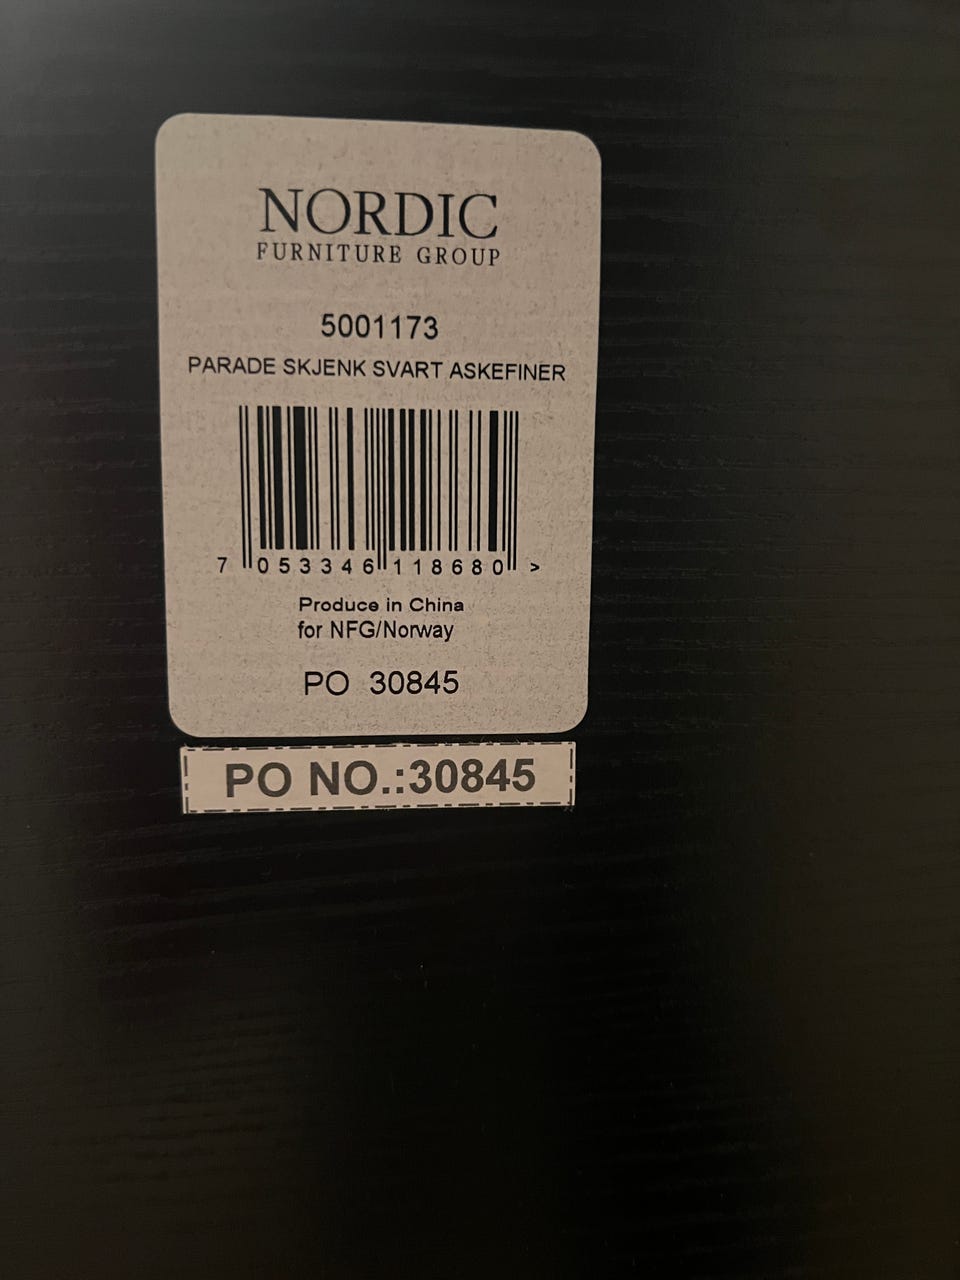 NORDIC
FURNITURE GROUP
5001173
PARADE SKJENK SVART ASKEFINER
7 053346 118680 >
Produce in China
for NFG/Norway
PO 30845
PO NO.:30845